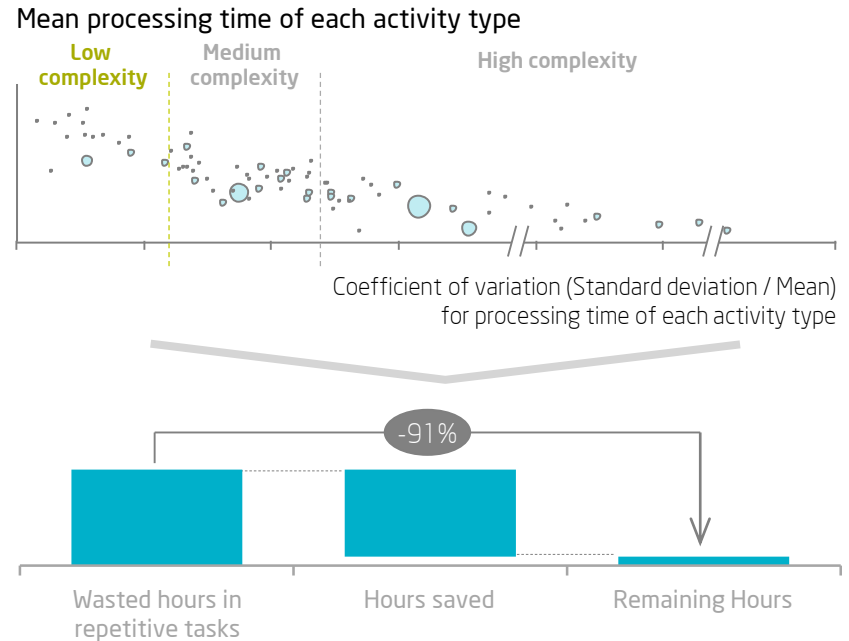 Mean processing time of each activity type
Low
complexity
Medium
complexity
High complexity
Coefficient of variation (Standard deviation / Mean)
for processing time of each activity type
-91%
Wasted hours in
repetitive tasks
Hours saved
Remaining Hours